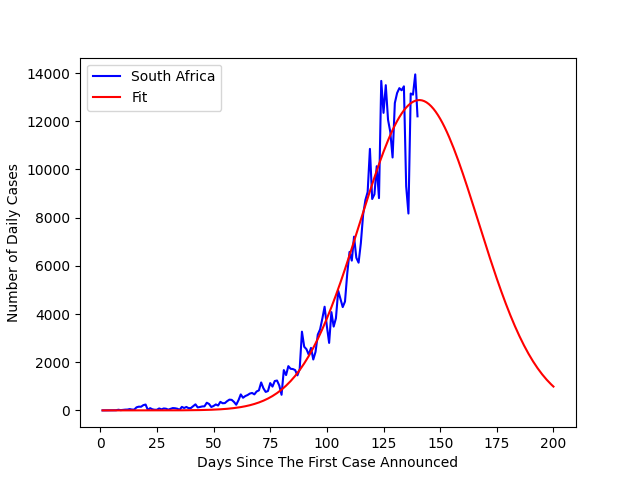 South Africa
Fit
14000
12000
10000
8000
6000
4000
2000
0
Number of Daily Cases
0 25 50 75 100 125 150 175 200
Days Since The First Case Announced